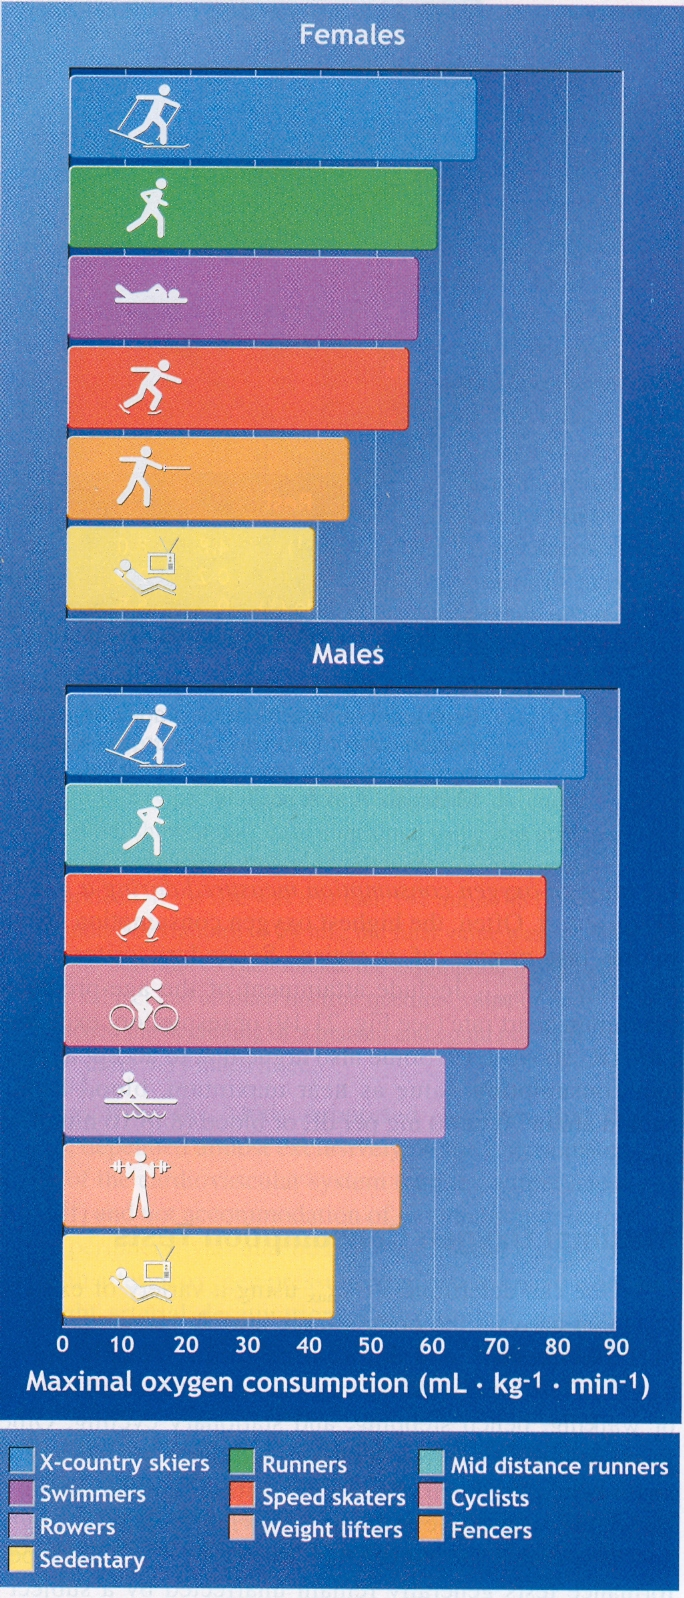 Females
Males
0 10 20 30 40 50 60 70 80 90
Maximal oxygen consumption (mL · kg-1 · min-1)
X-country skiers Runners Mid distance runners
Swimmers Speed skaters Cyclists
Rowers Weight lifters Fencers
Sedentary